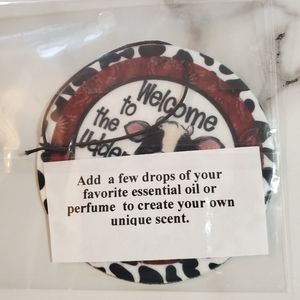 Welcome
to
the
Udder
Add a few drops of your
favorite essential oil or
perfume to create your own
unique scent.